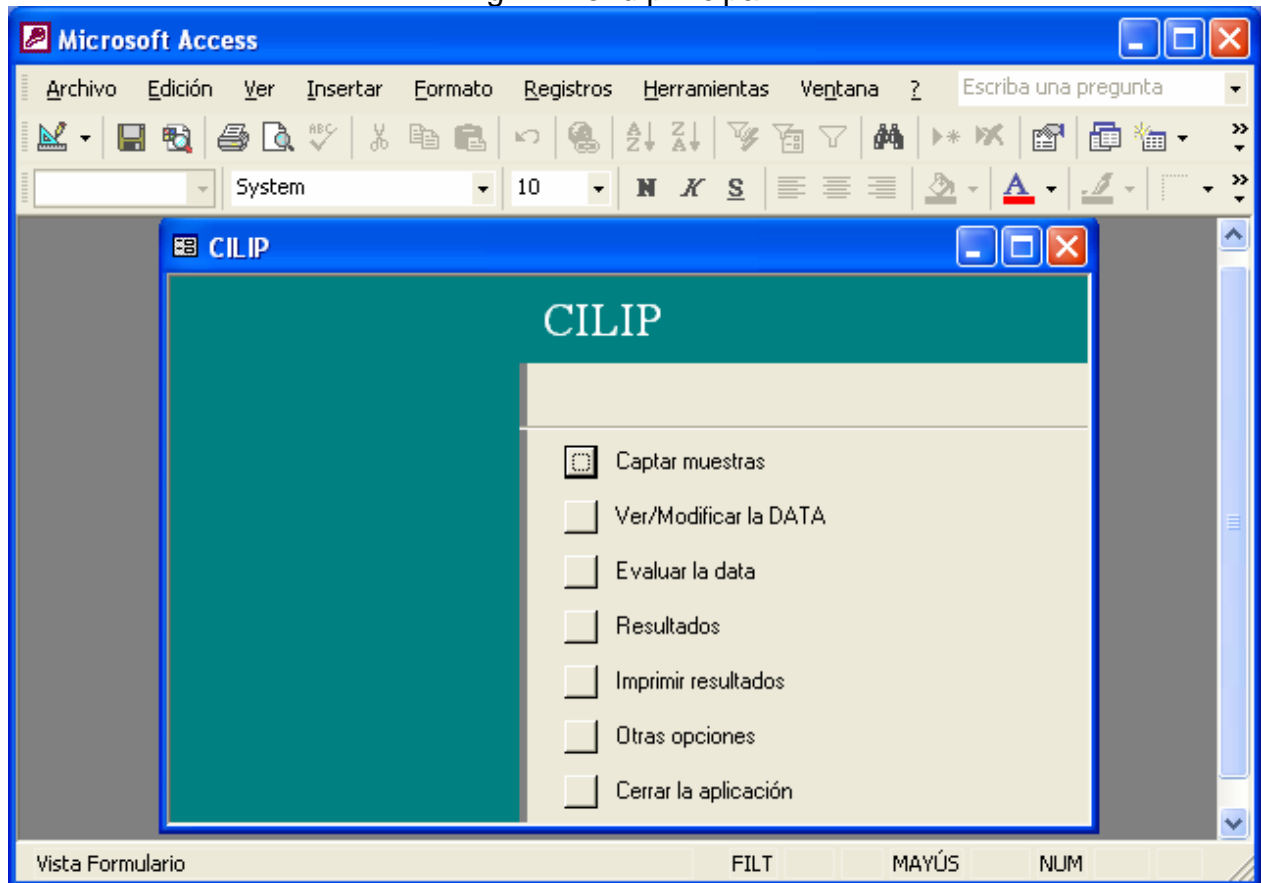 Microsoft Access
Archivo Edición Ver Insertar Formato Registros Herramientas Ventana ? Escriba una pregunta
System 10 N K S
CILIP
CILIP
Captar muestras
Ver/Modificar la DATA
Evaluar la data
Resultados
Imprimir resultados
Otras opciones
Cerrar la aplicación
Vista Formulario FILT MAYÚS NUM